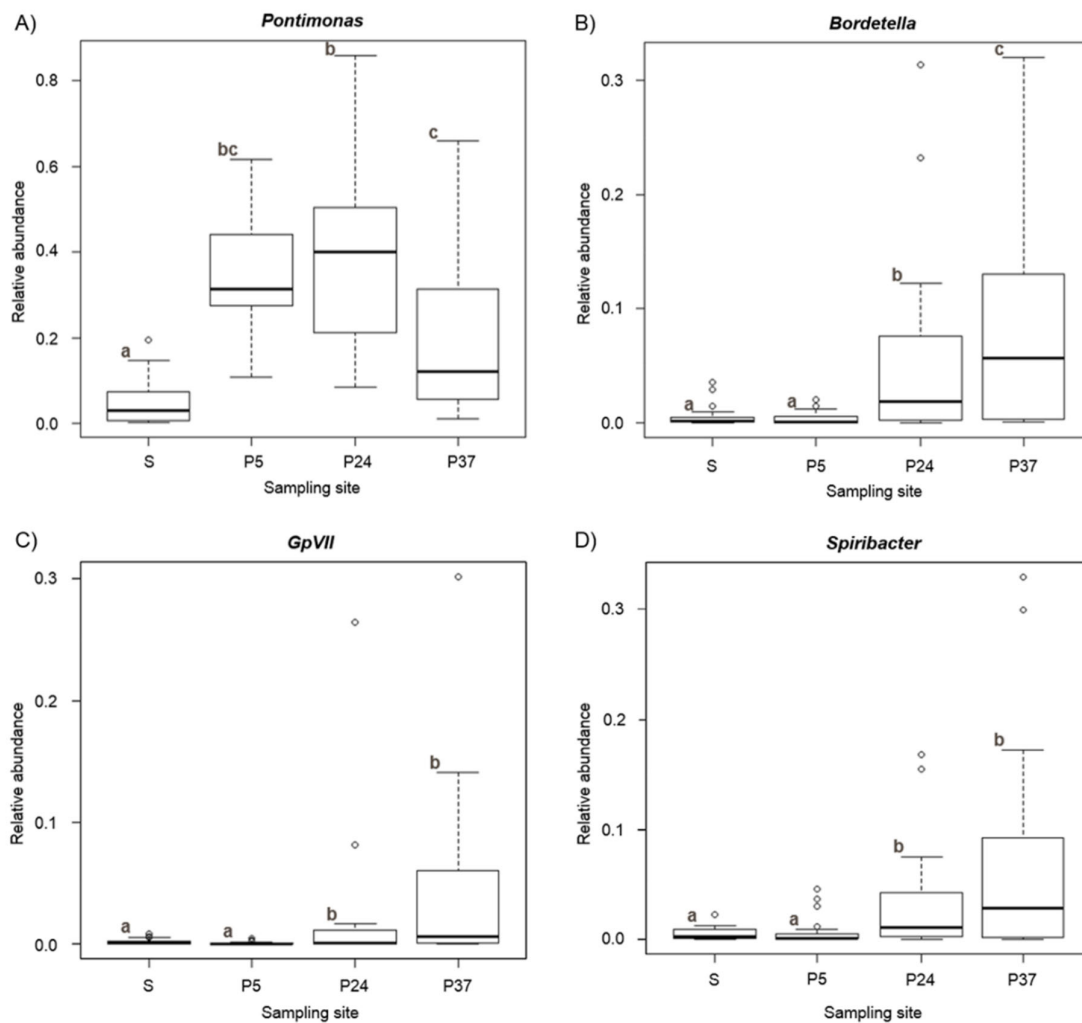 A)
Pontimonas
Relative abundance
0.8
0.6
0.4
0.2
0.0
a
bc
b
c
S P5 P24 P37
Sampling site
B)
Bordetella
Relative abundance
0.3
0.2
0.1
0.0
a
a
b
c
S P5 P24 P37
Sampling site
C)
GpVII
Relative abundance
0.3
0.2
0.1
0.0
a
a
b
b
S P5 P24 P37
Sampling site
D)
Spiribacter
Relative abundance
0.3
0.2
0.1
0.0
a
a
b
b
S P5 P24 P37
Sampling site